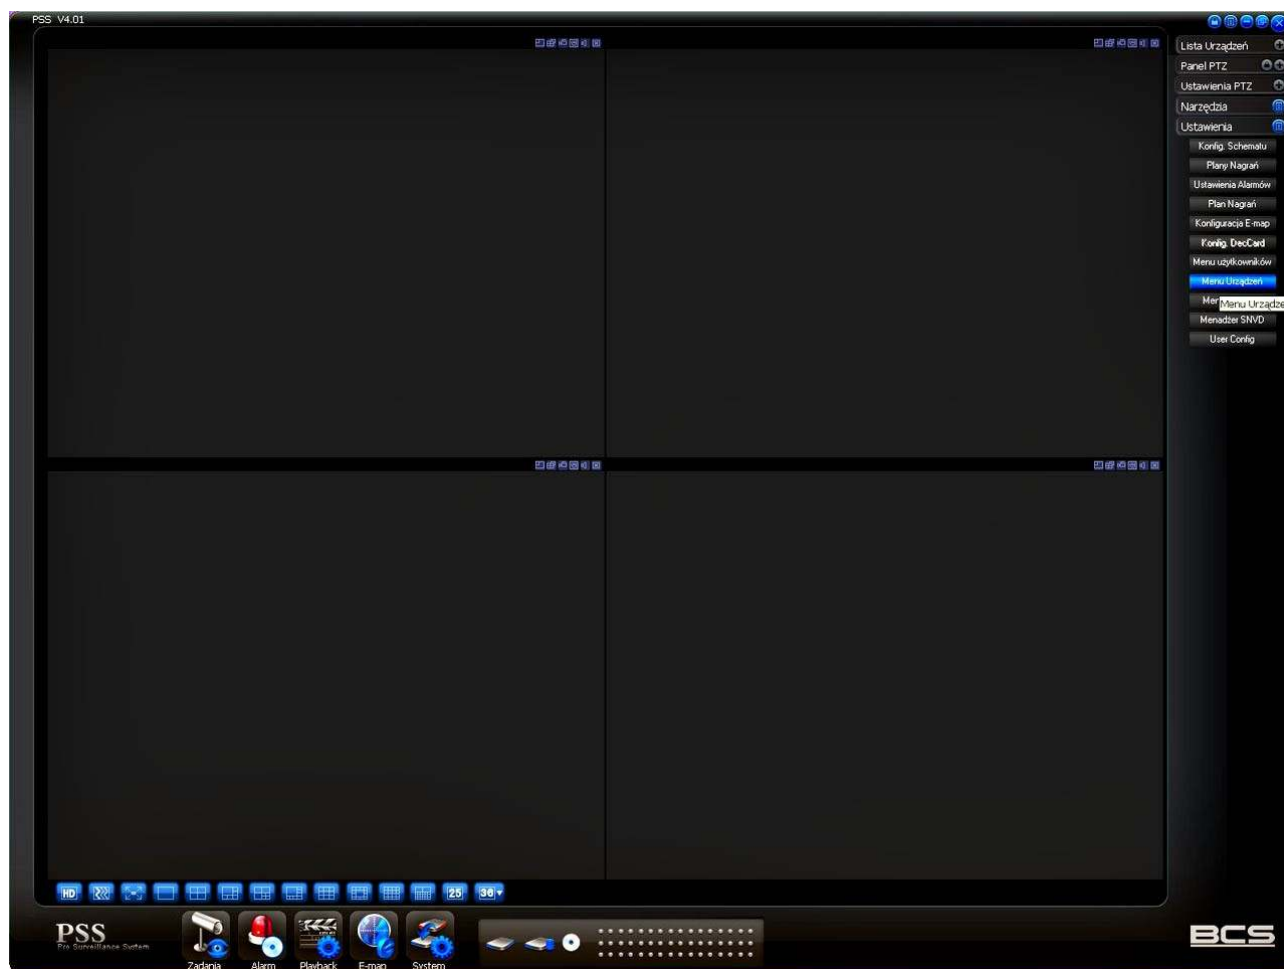 PSS V4.01
Lista Urządzeń
Panel PTZ
Ustawienia PTZ
Narzędzia
Ustawienia
Konfig. Schematu
Plany Nagrań
Ustawienia Alarmów
Plan Nagrań
Konfiguracja E-map
Konfig. DecCard
Menu użytkowników
Menu Urządzeń
Menu Urządze
Menadżer SNVD
User Config
HD
25
36
PSS
Pro Surveillance System
Zadania
Alarm
Playback
E-map
System
BCS